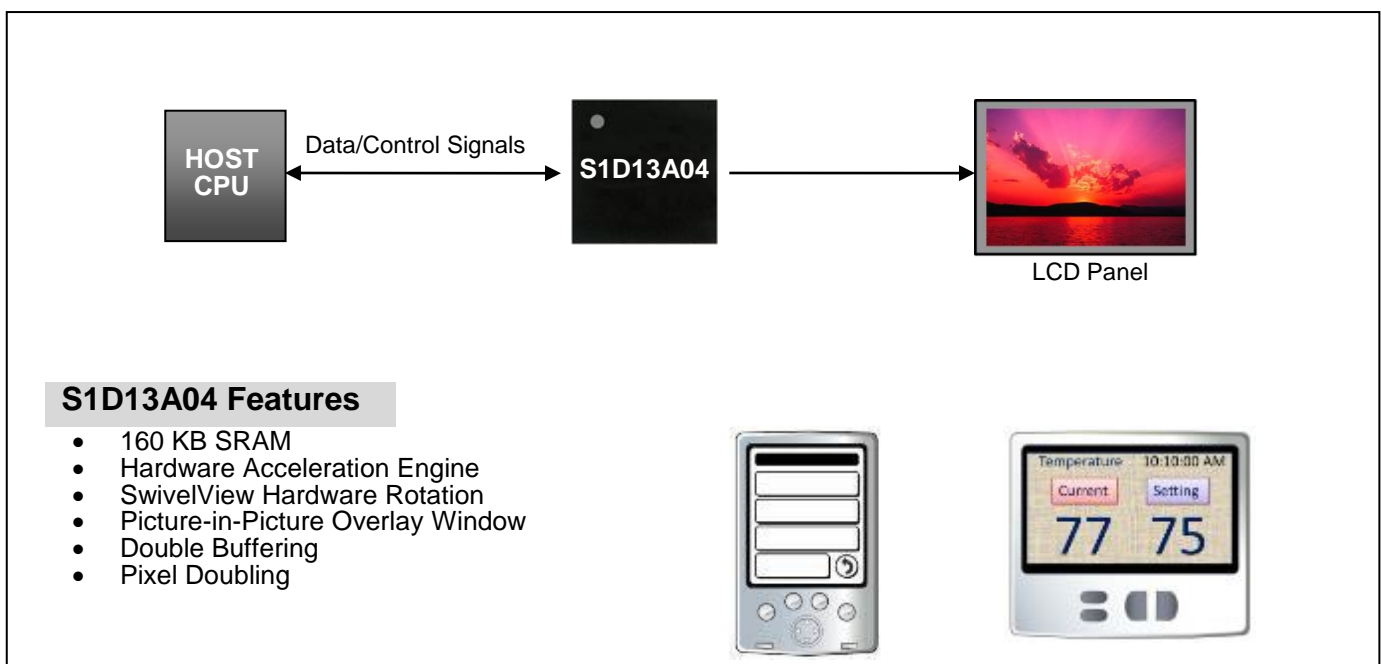 HOST
CPU
Data/Control Signals
S1D13A04
LCD Panel
S1D13A04 Features
• 160 KB SRAM
• Hardware Acceleration Engine
• SwivelView Hardware Rotation
• Picture-in-Picture Overlay Window
• Double Buffering
• Pixel Doubling
Temperature 10:10:00 AM
Current Setting
77 75